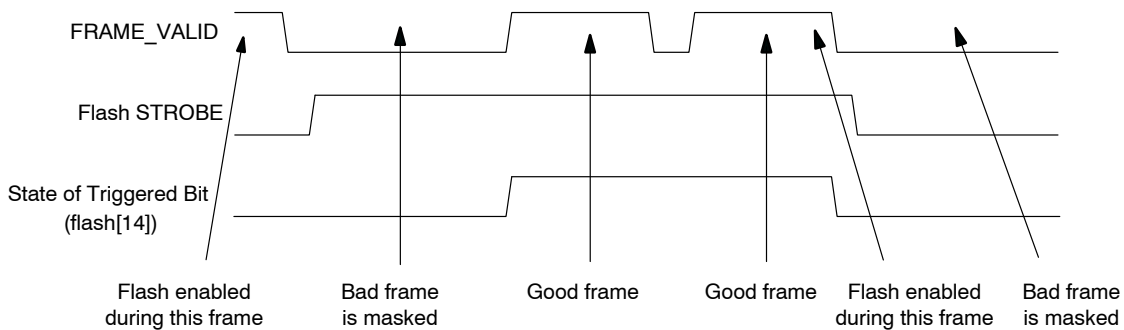 FRAME_VALID
Flash STROBE
State of Triggered Bit
(flash[14])
Flash enabled
during this frame
Bad frame
is masked
Good frame
Good frame
Flash enabled
during this frame
Bad frame
is masked